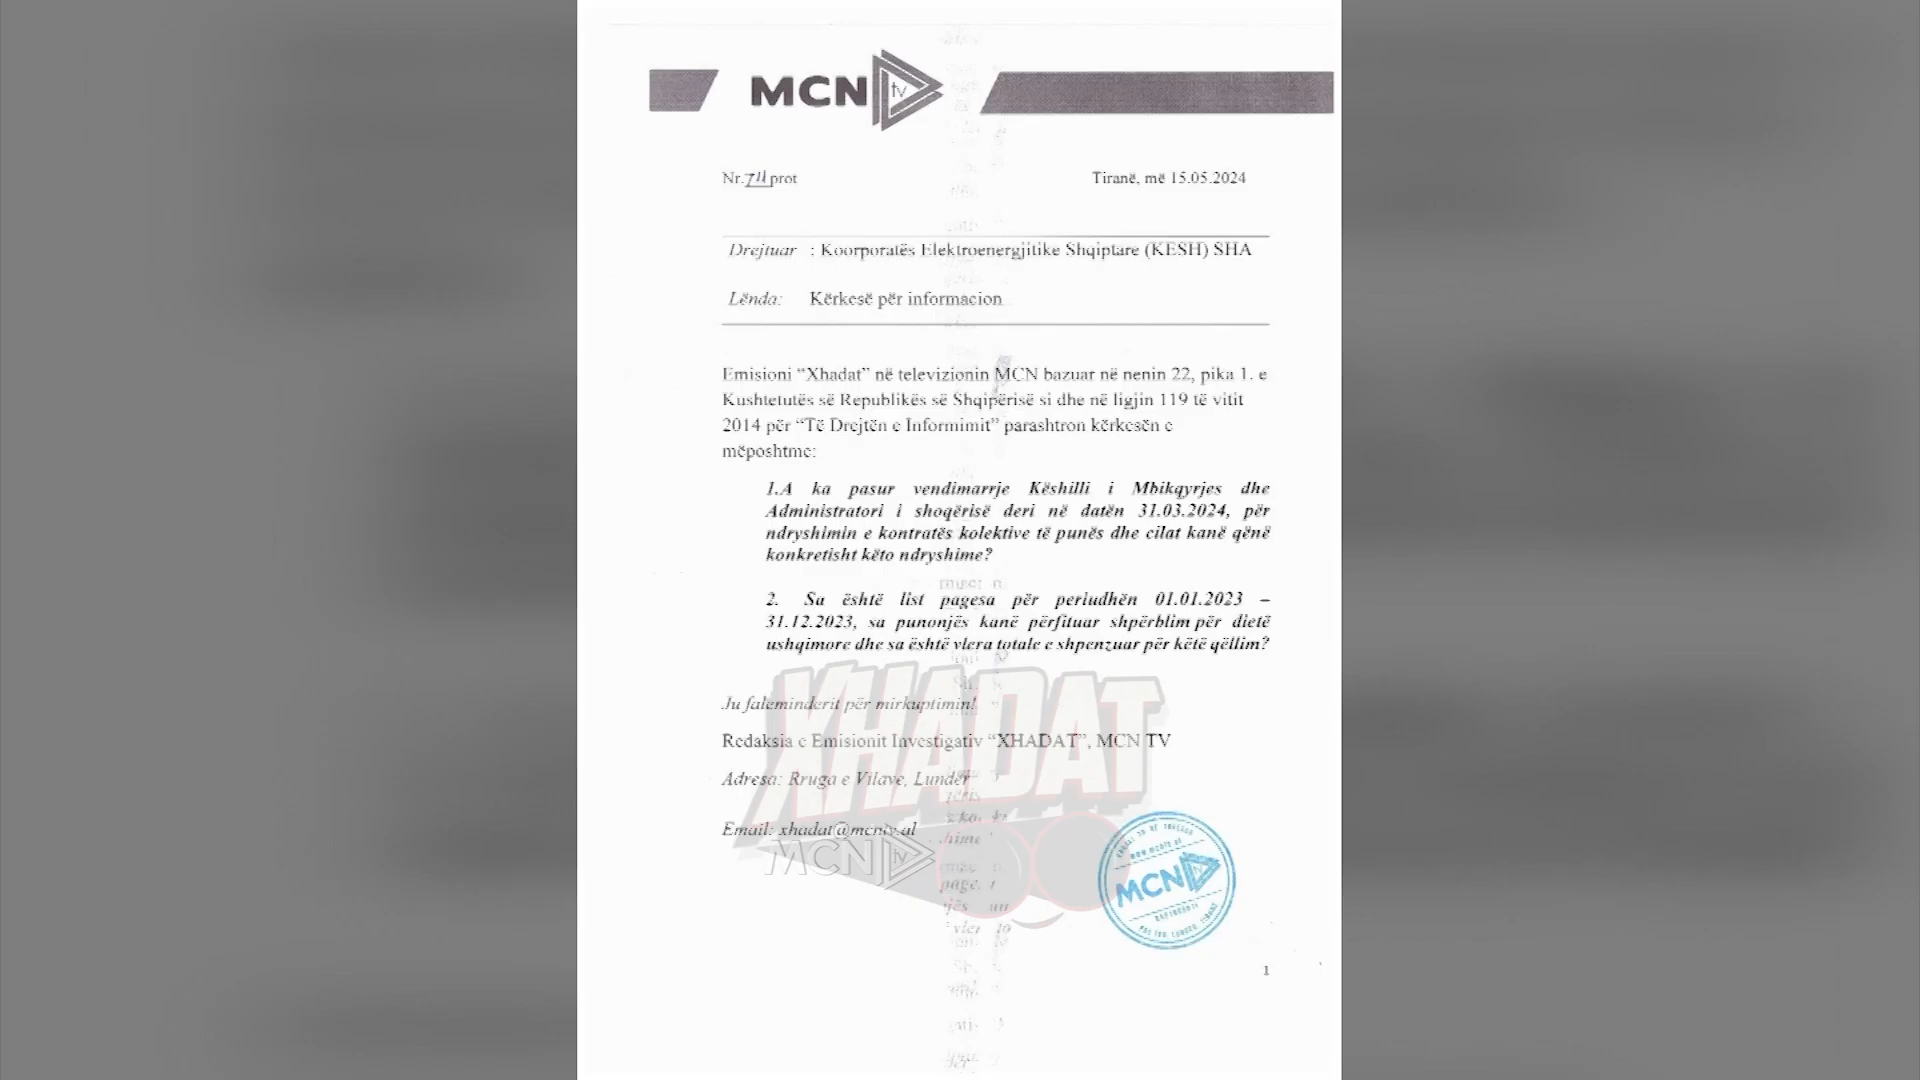 MCN tv
Nr.711 prot
Tiranë, më 15.05.2024
Drejtuar : Koorporatës Elektroenergjitike Shqiptare (KESH) SHA
Lënda: Kërkesë për informacion
Emisioni “Xhadat” në televizionin MCN bazuar në nenin 22, pika 1. e
Kushtetutës së Republikës së Shqipërisë si dhe në ligjin 119 të vitit
2014 për “Të Drejtën e Informimit” parashtron kërkesën e
mëposhtme:
1.A ka pasur vendimarrje Këshilli i Mbikqyrjes dhe
Administratori i shoqërisë deri në datën 31.03.2024, për
ndryshimin e kontratës kolektive të punës dhe cilat kanë qënë
konkretisht këto ndryshime?
2. Sa është list pagesa për periudhën 01.01.2023 –
31.12.2023, sa punonjës kanë përfituar shpërblim për dietë
ushqimore dhe sa është vlera totale e shpenzuar për këtë qëllim?
XHADAT
Ju faleminderit për mirkuptimin!
Redaksia e Emisionit Investigativ “XHADAT”, MCN TV
Adresa: Rruga e Vilave, Lundër
Email: xhadat@mcntv.al
MCN tv
www.mcntv.al
MCN tv
1